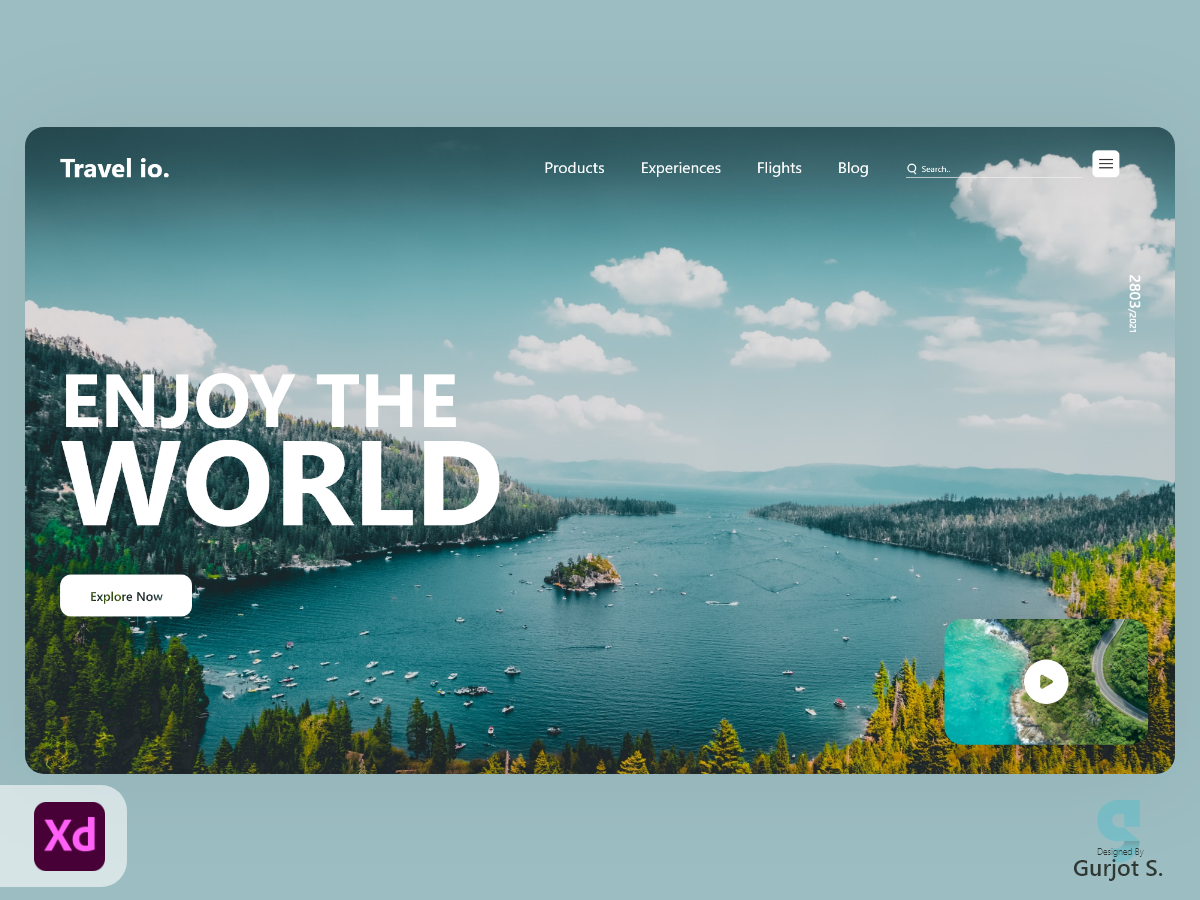 Travel io.
Products
Experiences
Flights
Blog
Search..
2803/2021
ENJOY THE
WORLD
Explore Now
Xd
g
Designed By
Gurjot S.